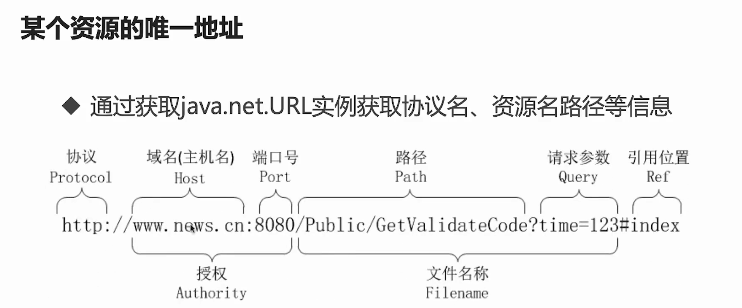 某个资源的唯一地址
◆ 通过获取java.net.URL实例获取协议名、资源名路径等信息
协议 域名(主机名) 端口号 路径 请求参数 引用位置
Protocol Host Port Path Query Ref
http://www.news.cn:8080/Public/GetValidateCode?time=123#index
授权 文件名称
Authority Filename